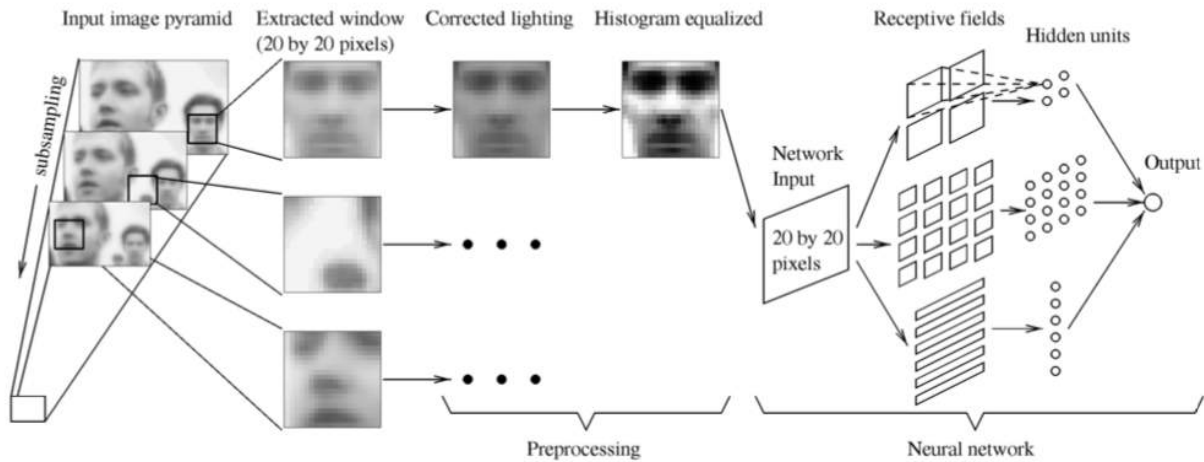 Input image pyramid
Extracted window
(20 by 20 pixels)
Corrected lighting
Histogram equalized
Receptive fields
Hidden units
subsampling
Network
Input
Output
20 by 20
pixels
Preprocessing
Neural network